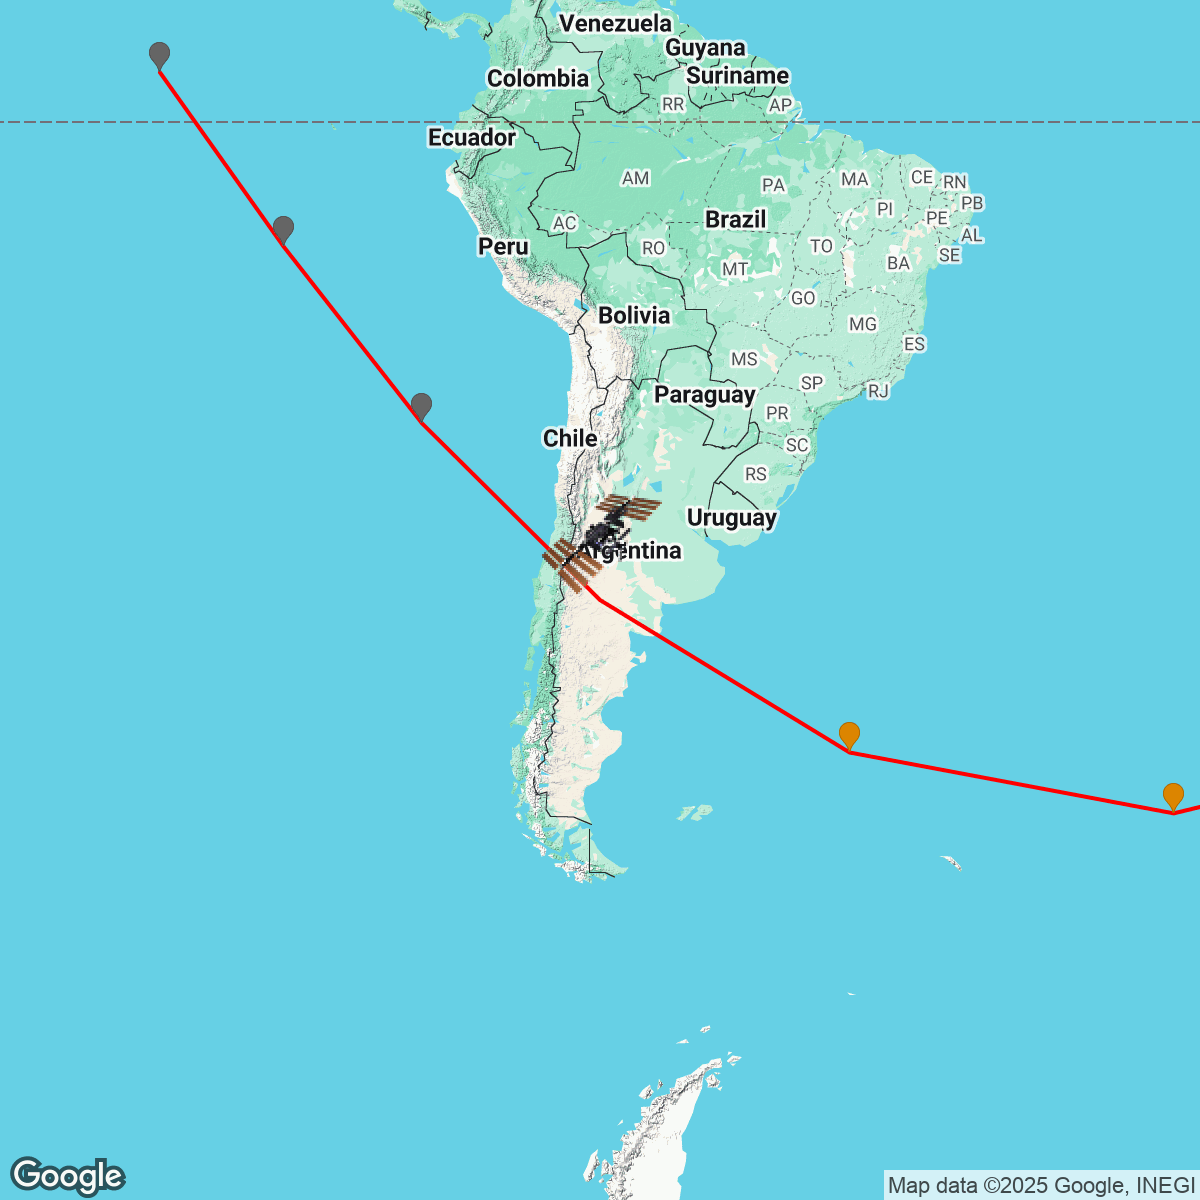 Venezuela
Guyana
Colombia
Suriname
RR
AP
Ecuador
AM
PA
MA
CE
RN
PB
PI
PE
AC
Brazil
AL
Peru
RO
TO
SE
MT
BA
GO
Bolivia
MG
ES
MS
SP
RJ
Paraguay
PR
Chile
SC
RS
Uruguay
Argentina
Google
Map data ©2025 Google, INEGI